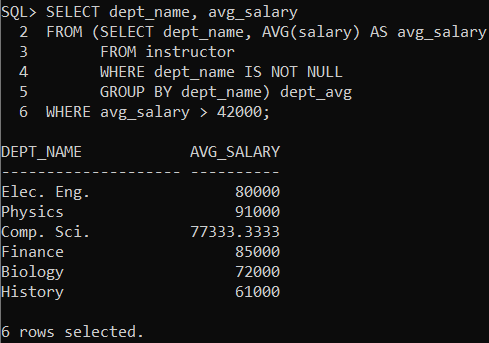 SQL> SELECT dept_name, avg_salary
  2  FROM (SELECT dept_name, AVG(salary) AS avg_salary
  3        FROM instructor
  4        WHERE dept_name IS NOT NULL
  5        GROUP BY dept_name) dept_avg
  6  WHERE avg_salary > 42000;

DEPT_NAME            AVG_SALARY
-------------------- ----------
Elec. Eng.                80000
Physics                   91000
Comp. Sci.           77333.3333
Finance                   85000
Biology                   72000
History                   61000

6 rows selected.